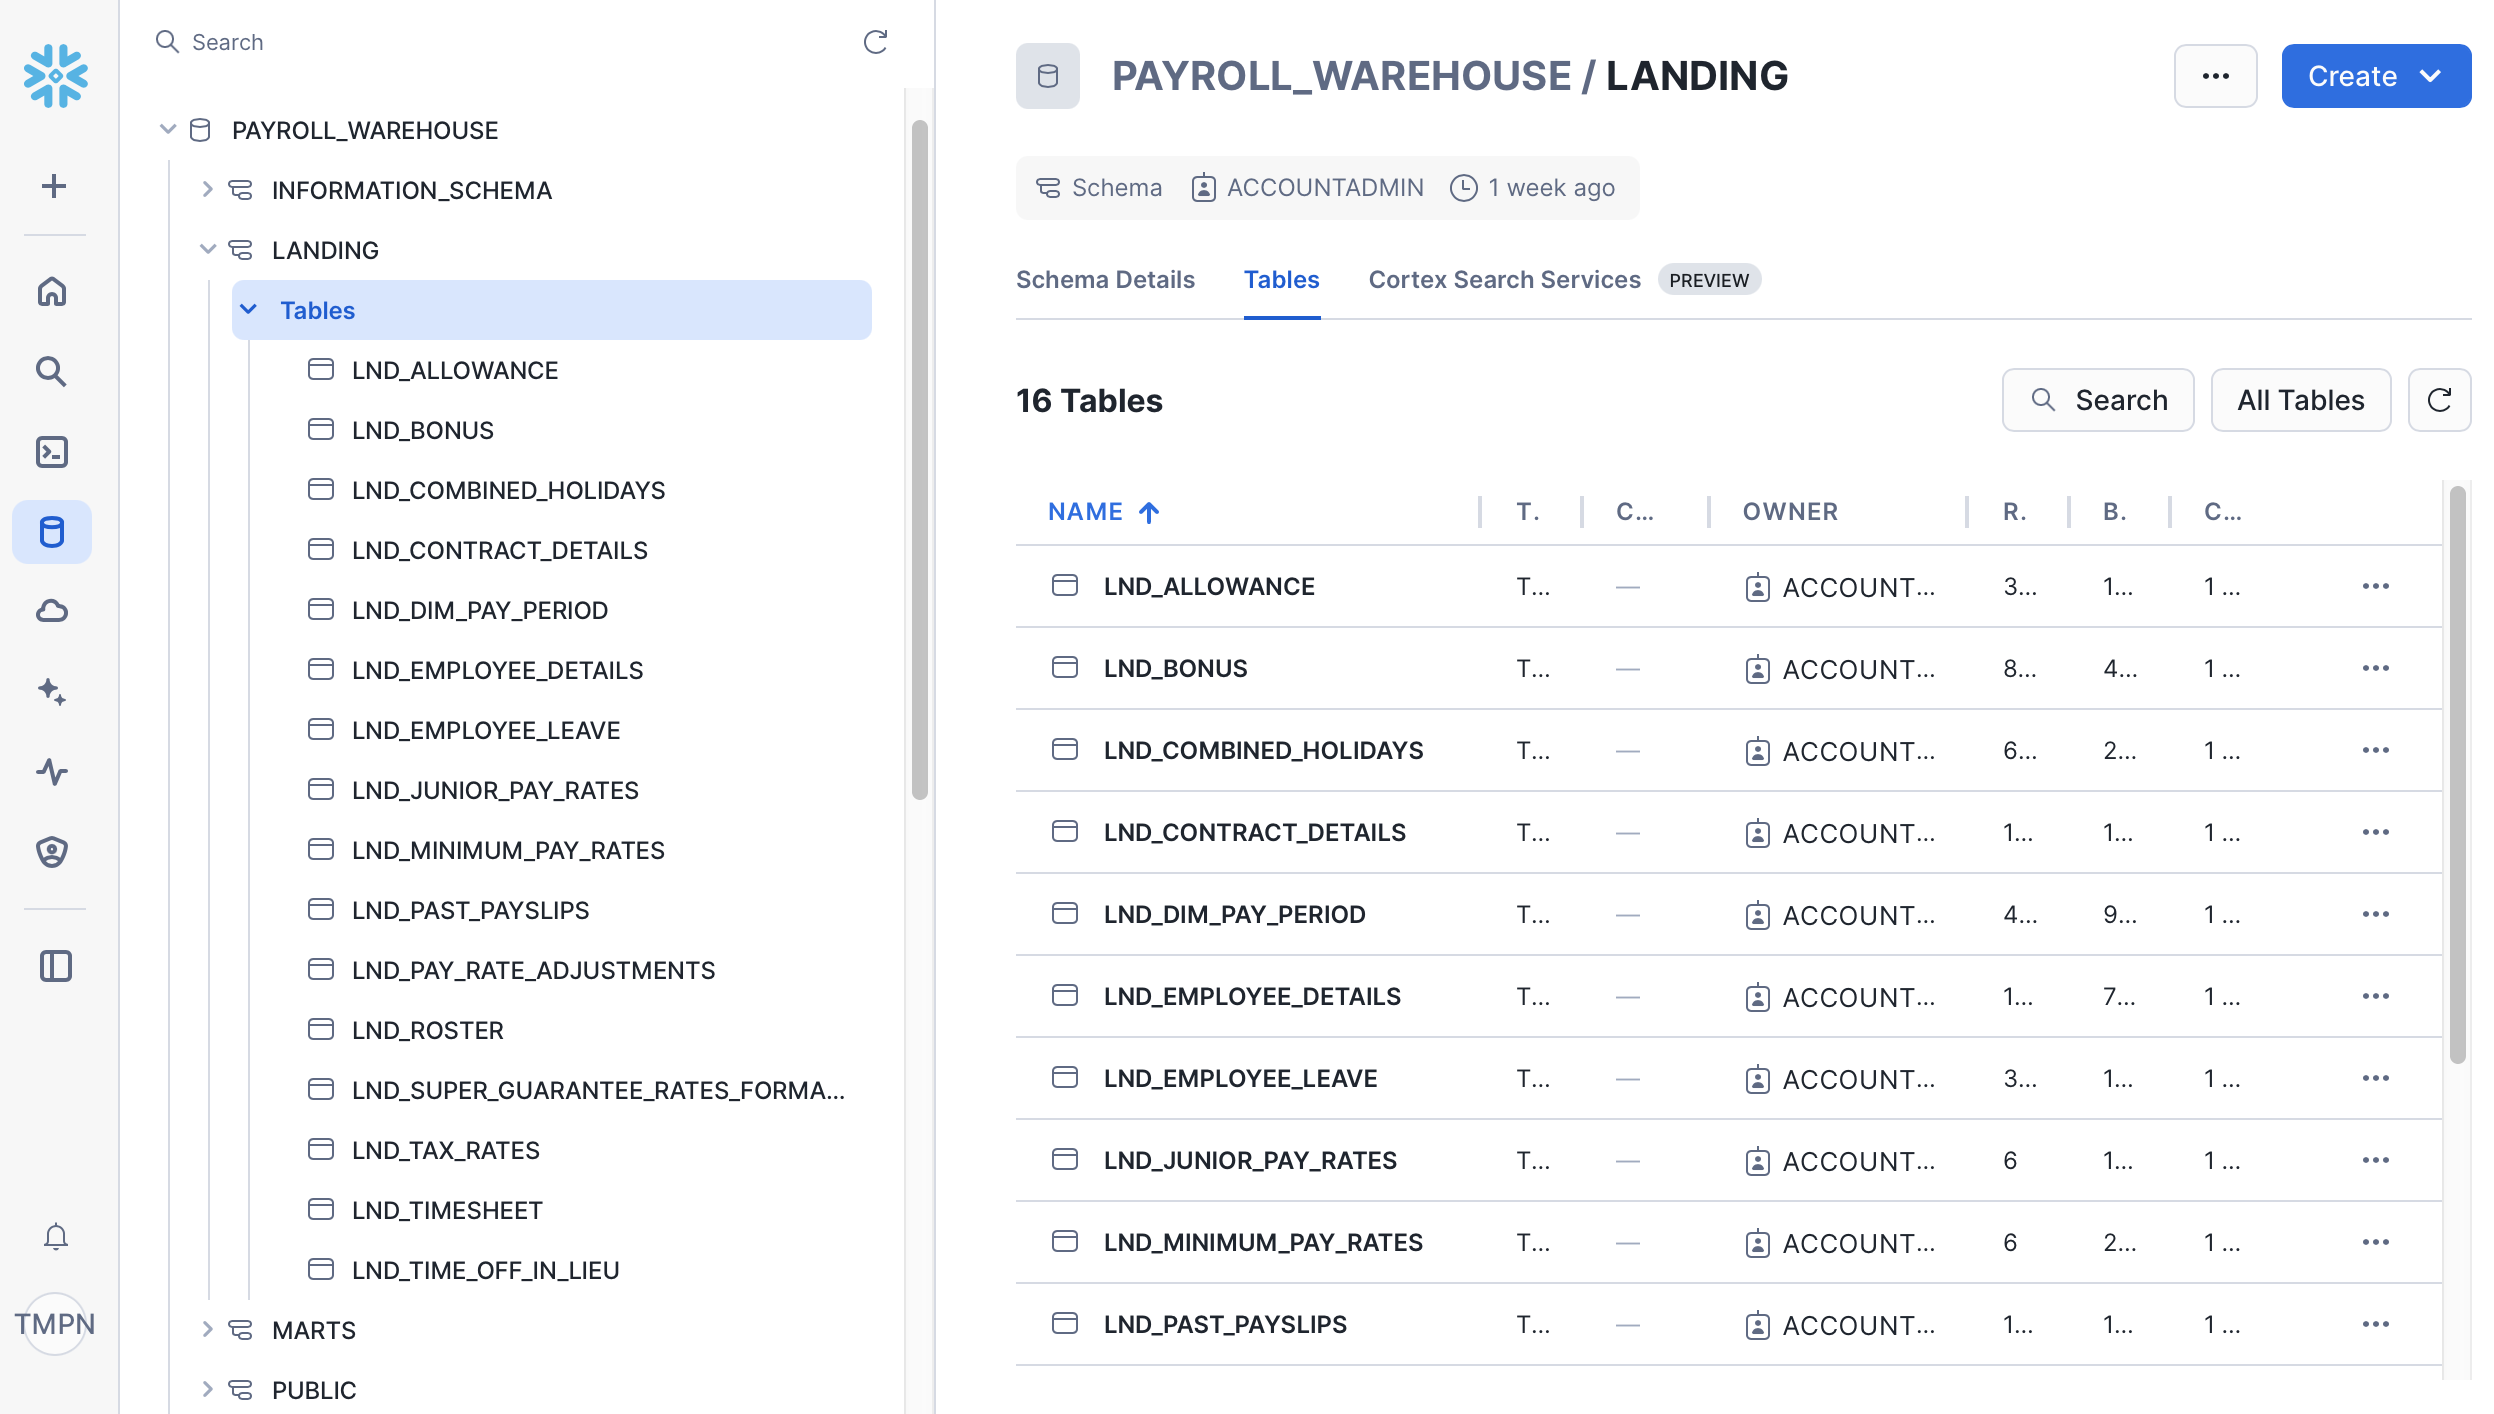 Search
PAYROLL_WAREHOUSE
INFORMATION_SCHEMA
LANDING
Tables
LND_ALLOWANCE
LND_BONUS
LND_COMBINED_HOLIDAYS
LND_CONTRACT_DETAILS
LND_DIM_PAY_PERIOD
LND_EMPLOYEE_DETAILS
LND_EMPLOYEE_LEAVE
LND_JUNIOR_PAY_RATES
LND_MINIMUM_PAY_RATES
LND_PAST_PAYSLIPS
LND_PAY_RATE_ADJUSTMENTS
LND_ROSTER
LND_SUPER_GUARANTEE_RATES_FORMA...
LND_TAX_RATES
LND_TIMESHEET
LND_TIME_OFF_IN_LIEU
MARTS
PUBLIC
TMPN
PAYROLL_WAREHOUSE / LANDING
... Create
Schema ACCOUNTADMIN 1 week ago
Schema Details Tables Cortex Search Services PREVIEW
16 Tables Search All Tables
NAME T. C... OWNER R. B. C...
LND_ALLOWANCE T... — ACCOUNT... 3... 1... 1 ... ...
LND_BONUS T... — ACCOUNT... 8... 4... 1 ... ...
LND_COMBINED_HOLIDAYS T... — ACCOUNT... 6... 2... 1 ... ...
LND_CONTRACT_DETAILS T... — ACCOUNT... 1... 1... 1 ... ...
LND_DIM_PAY_PERIOD T... — ACCOUNT... 4... 9... 1 ... ...
LND_EMPLOYEE_DETAILS T... — ACCOUNT... 1... 7... 1 ... ...
LND_EMPLOYEE_LEAVE T... — ACCOUNT... 3... 1... 1 ... ...
LND_JUNIOR_PAY_RATES T... — ACCOUNT... 6 1... 1 ... ...
LND_MINIMUM_PAY_RATES T... — ACCOUNT... 6 2... 1 ... ...
LND_PAST_PAYSLIPS T... — ACCOUNT... 1... 1... 1 ... ...